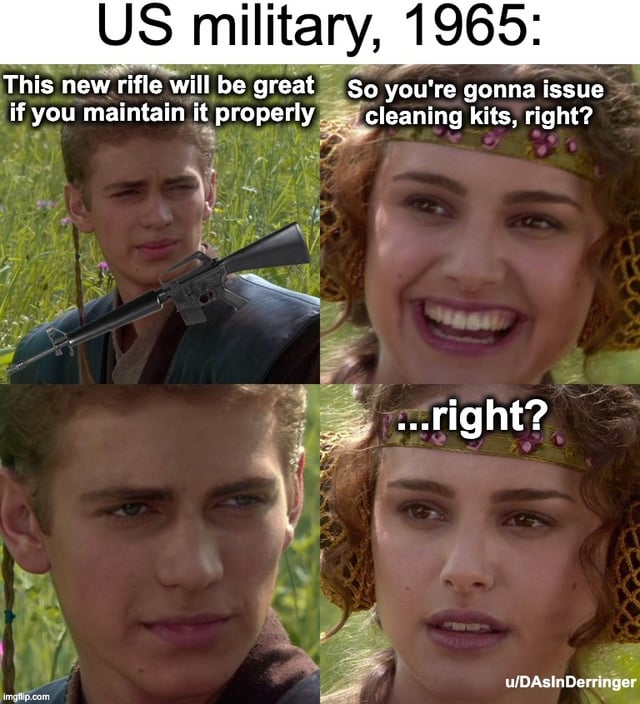 US military, 1965:
This new rifle will be great
if you maintain it properly
So you're gonna issue
cleaning kits, right?
...right?
u/DAsInDerringer
imgflip.com